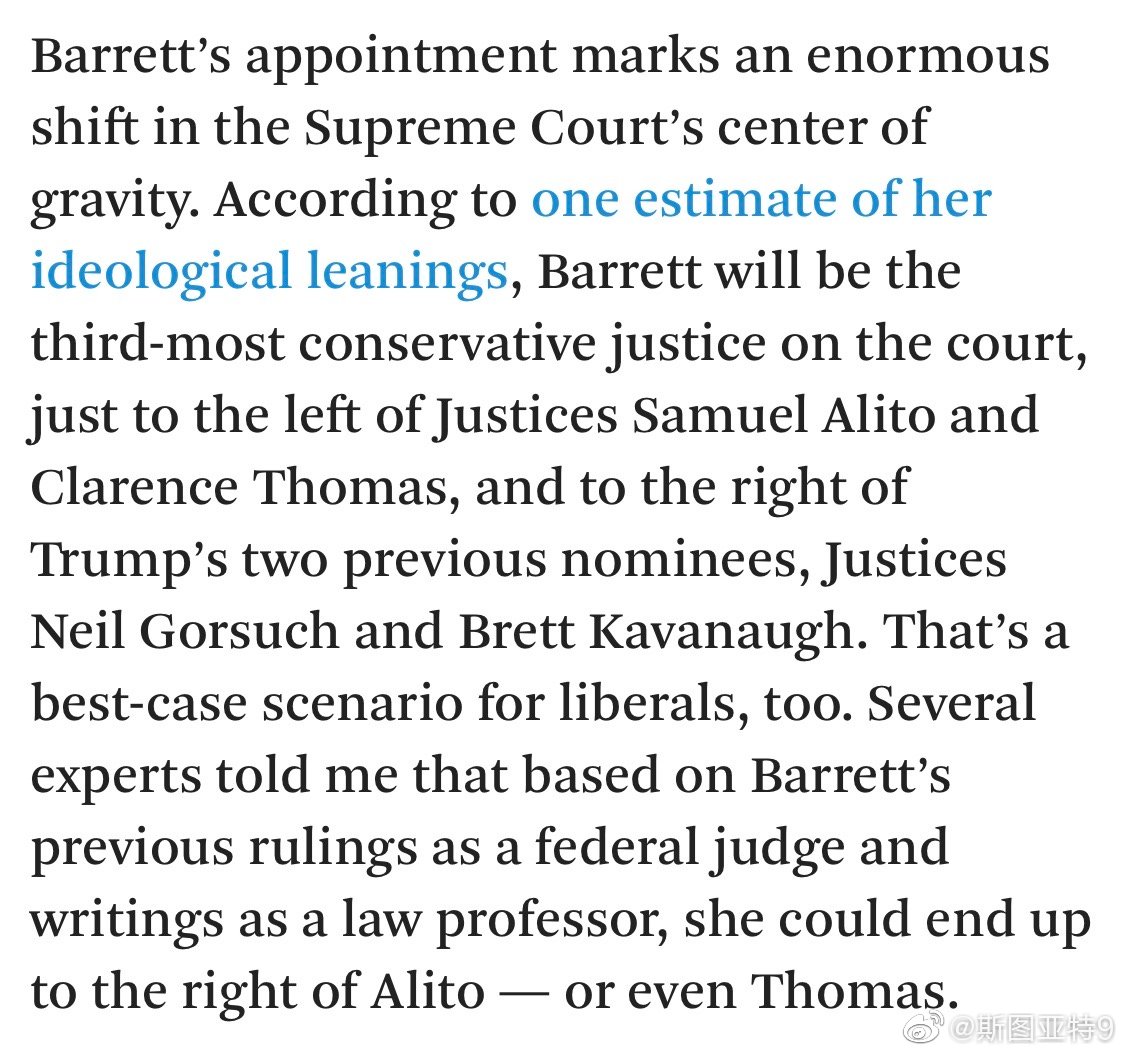 Barrett’s appointment marks an enormous
shift in the Supreme Court’s center of
gravity. According to one estimate of her
ideological leanings, Barrett will be the
third-most conservative justice on the court,
just to the left of Justices Samuel Alito and
Clarence Thomas, and to the right of
Trump’s two previous nominees, Justices
Neil Gorsuch and Brett Kavanaugh. That’s a
best-case scenario for liberals, too. Several
experts told me that based on Barrett’s
previous rulings as a federal judge and
writings as a law professor, she could end up
to the right of Alito — or even Thomas.
@斯图亚特9